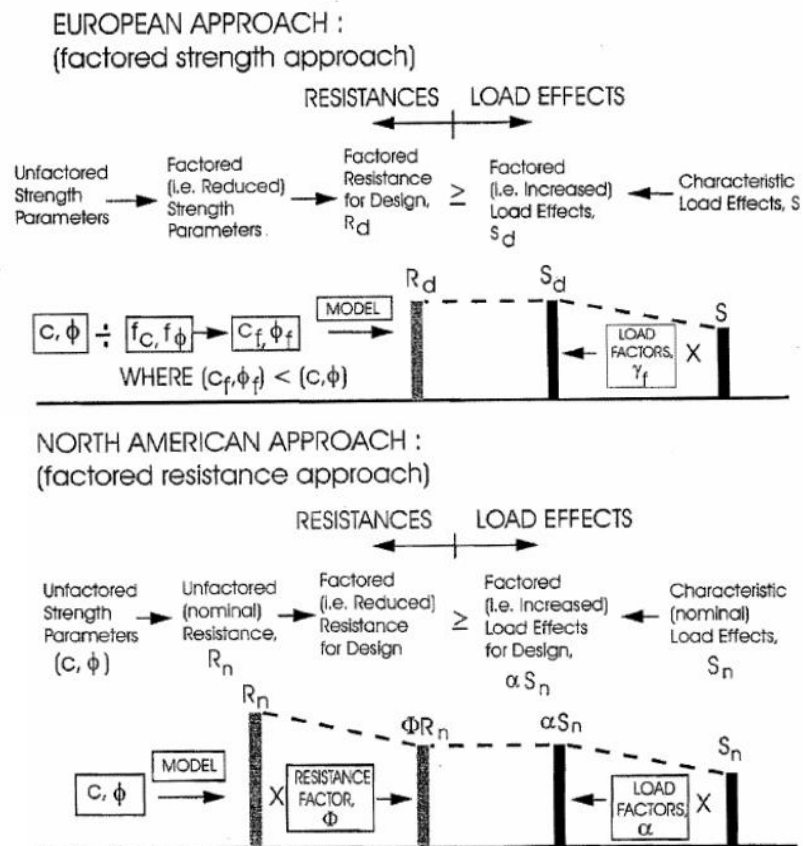 EUROPEAN APPROACH :
(factored strength approach)
RESISTANCES
LOAD EFFECTS
Unfactored
Strength
Parameters
Factored
(i.e. Reduced)
Strength
Parameters
Factored
Resistance
for Design,
Rd
≥
Factored
(i.e. Increased)
Load Effects,
Sd
Characteristic
Load Effects, S
c, ϕ ÷ fc, fϕ cf, ϕf
WHERE (cf,ϕf) < (c,ϕ)
MODEL
Rd
Sd
LOAD
FACTORS,
γf
X
S
NORTH AMERICAN APPROACH :
(factored resistance approach)
RESISTANCES
LOAD EFFECTS
Unfactored
Strength
Parameters
(c, ϕ)
Unfactored
(nominal)
Resistance,
Rn
Factored
(i.e. Reduced)
Resistance
for Design
≥
Factored
(i.e. Increased)
Load Effects
for Design,
αSn
Characteristic
(nominal)
Load Effects,
Sn
c, ϕ
MODEL
Rn
X
RESISTANCE
FACTOR,
Φ
ΦRn
αSn
LOAD
FACTORS,
α
X
Sn